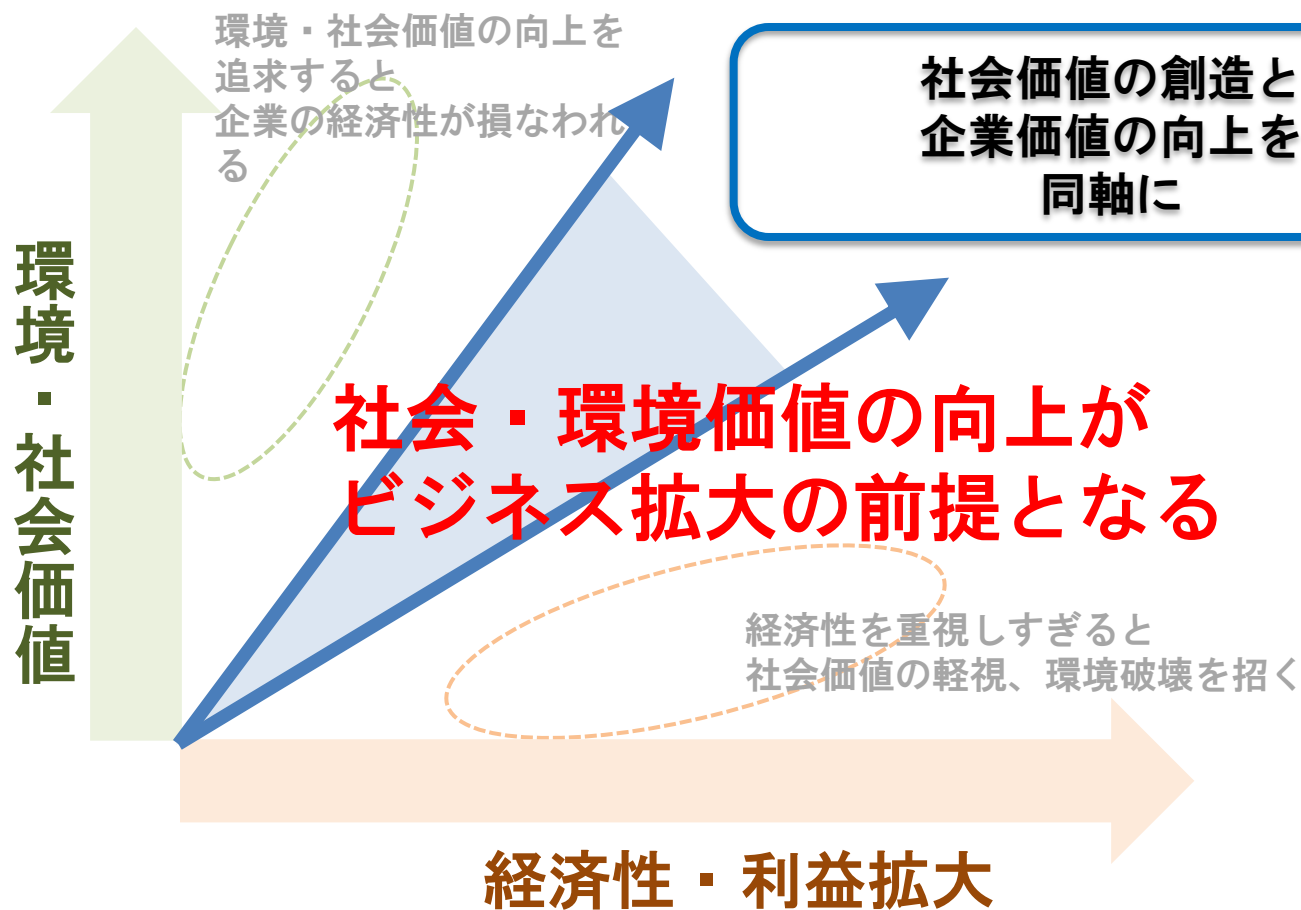 環境・社会価値の向上を
追求すると
企業の経済性が損なわれ
る
社会価値の創造と
企業価値の向上を
同軸に
環境・社会価値
社会・環境価値の向上が
ビジネス拡大の前提となる
経済性を重視しすぎると
社会価値の軽視、環境破壊を招く
経済性・利益拡大